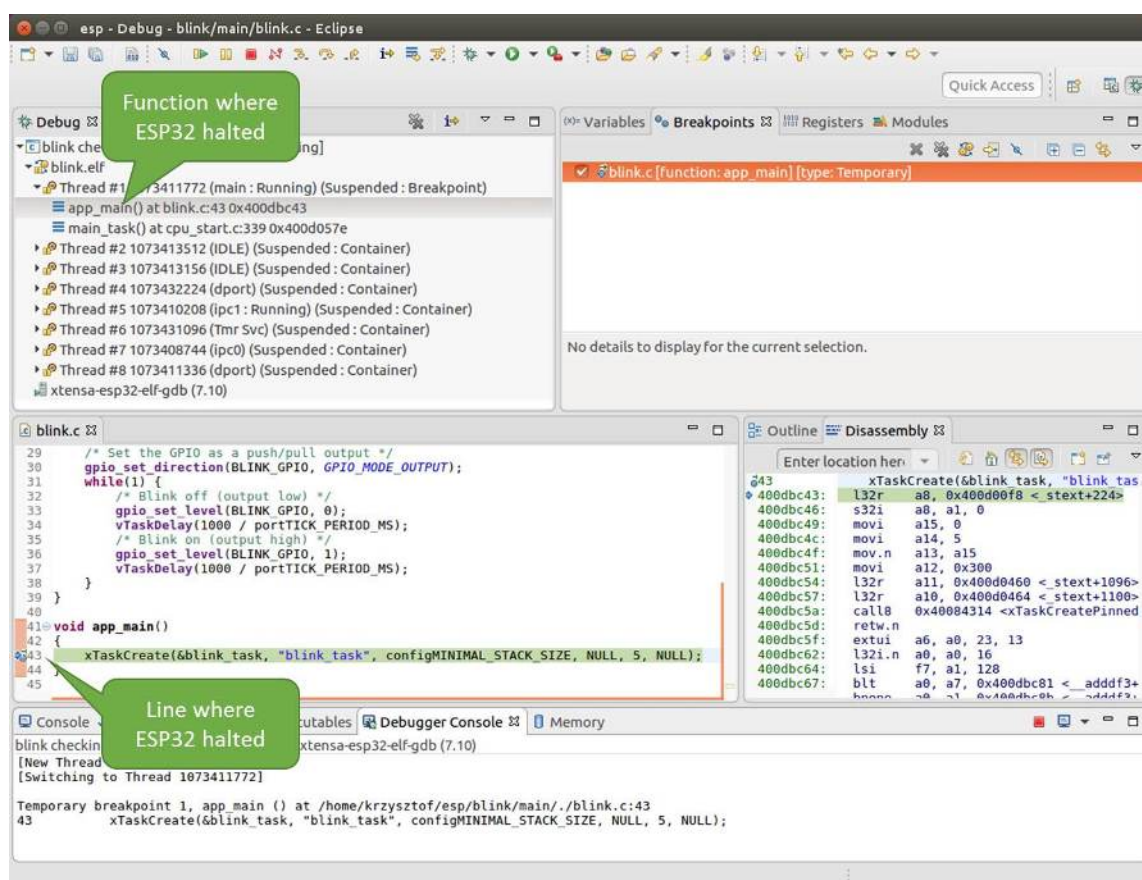 esp - Debug - blink/main/blink.c - Eclipse
Quick Access
Function where
ESP32 halted
Debug
blink che
ing]
blink.elf
Thread #1 1073411772 (main : Running) (Suspended : Breakpoint)
app_main() at blink.c:43 0x400dbc43
main_task() at cpu_start.c:339 0x400d057e
Thread #2 1073413512 (IDLE) (Suspended : Container)
Thread #3 1073413156 (IDLE) (Suspended : Container)
Thread #4 1073432224 (dport) (Suspended : Container)
Thread #5 1073410208 (ipc1 : Running) (Suspended : Container)
Thread #6 1073431096 (Tmr Svc) (Suspended : Container)
Thread #7 1073408744 (ipc0) (Suspended : Container)
Thread #8 1073411336 (dport) (Suspended : Container)
xtensa-esp32-elf-gdb (7.10)
(x)= Variables Breakpoints Registers Modules
blink.c [function: app_main] [type: Temporary]
No details to display for the current selection.
blink.c
29 /* Set the GPIO as a push/pull output */
30 gpio_set_direction(BLINK_GPIO, GPIO_MODE_OUTPUT);
31 while(1) {
32 /* Blink off (output low) */
33 gpio_set_level(BLINK_GPIO, 0);
34 vTaskDelay(1000 / portTICK_PERIOD_MS);
35 /* Blink on (output high) */
36 gpio_set_level(BLINK_GPIO, 1);
37 vTaskDelay(1000 / portTICK_PERIOD_MS);
38 }
39 }
40
41 void app_main()
42 {
43 xTaskCreate(&blink_task, "blink_task", configMINIMAL_STACK_SIZE, NULL, 5, NULL);
44
45
Line where
ESP32 halted
Outline Disassembly
Enter location her
43 xTaskCreate(&blink_task, "blink_tas
400dbc43: l32r a8, 0x400d00f8 <_stext+224>
400dbc46: s32i a8, a1, 0
400dbc49: movi a15, 0
400dbc4c: movi a14, 5
400dbc4f: mov.n a13, a15
400dbc51: movi a12, 0x300
400dbc54: l32r a11, 0x400d0460 <_stext+1096>
400dbc57: l32r a10, 0x400d0464 <_stext+1100>
400dbc5a: call8 0x40084314 <xTaskCreatePinned
400dbc5d: retw.n
400dbc5f: extui a6, a0, 23, 13
400dbc62: l32i.n a0, a0, 16
400dbc64: lsi f7, a1, 128
400dbc67: blt a0, a7, 0x400dbc81 <__adddf3+
Console
cutables Debugger Console Memory
blink checkin
xtensa-esp32-elf-gdb (7.10)
[New Thread
[Switching to Thread 1073411772]
Temporary breakpoint 1, app_main () at /home/krzysztof/esp/blink/main/./blink.c:43
43 xTaskCreate(&blink_task, "blink_task", configMINIMAL_STACK_SIZE, NULL, 5, NULL);